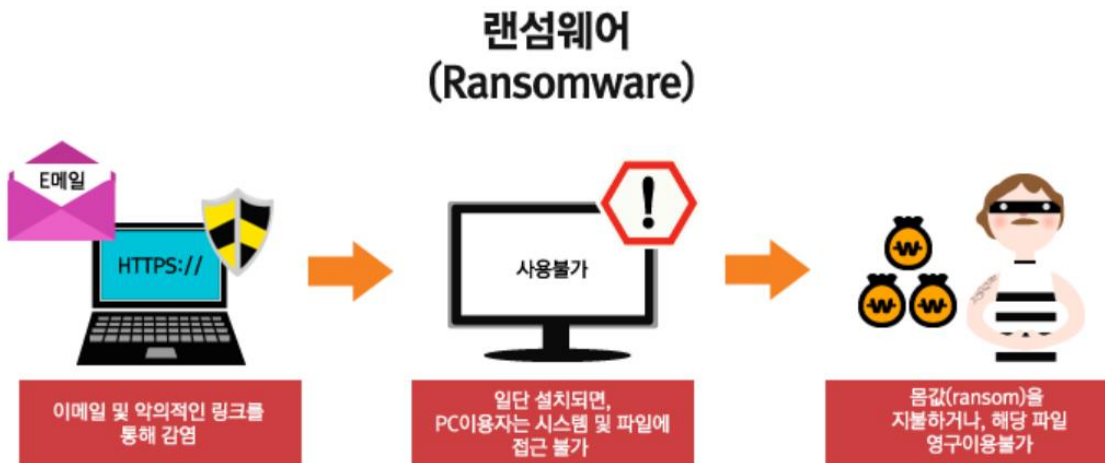 랜섬웨어
(Ransomware)
E메일
HTTPS://
사용불가
₩
₩ ₩
이메일 및 악의적인 링크를
통해 감염
일단 설치되면,
PC이용자는 시스템 및 파일에
접근 불가
몸값(ransom)을
지불하거나, 해당 파일
영구이용불가